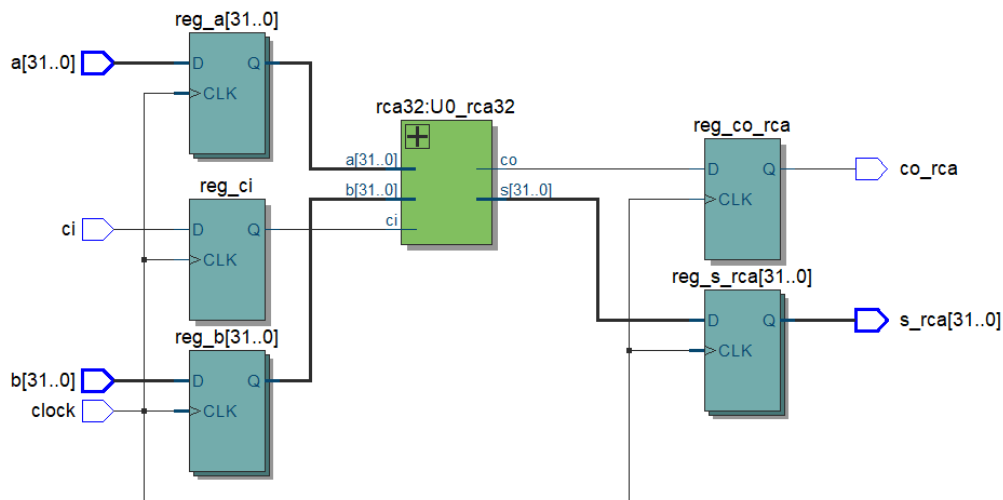 reg_a[31..0]
a[31..0]
D
Q
CLK
rca32:U0_rca32
a[31..0]
co
b[31..0]
s[31..0]
ci
reg_ci
ci
D
Q
CLK
reg_b[31..0]
b[31..0]
D
Q
clock
CLK
reg_co_rca
D
Q
co_rca
CLK
reg_s_rca[31..0]
D
Q
s_rca[31..0]
CLK